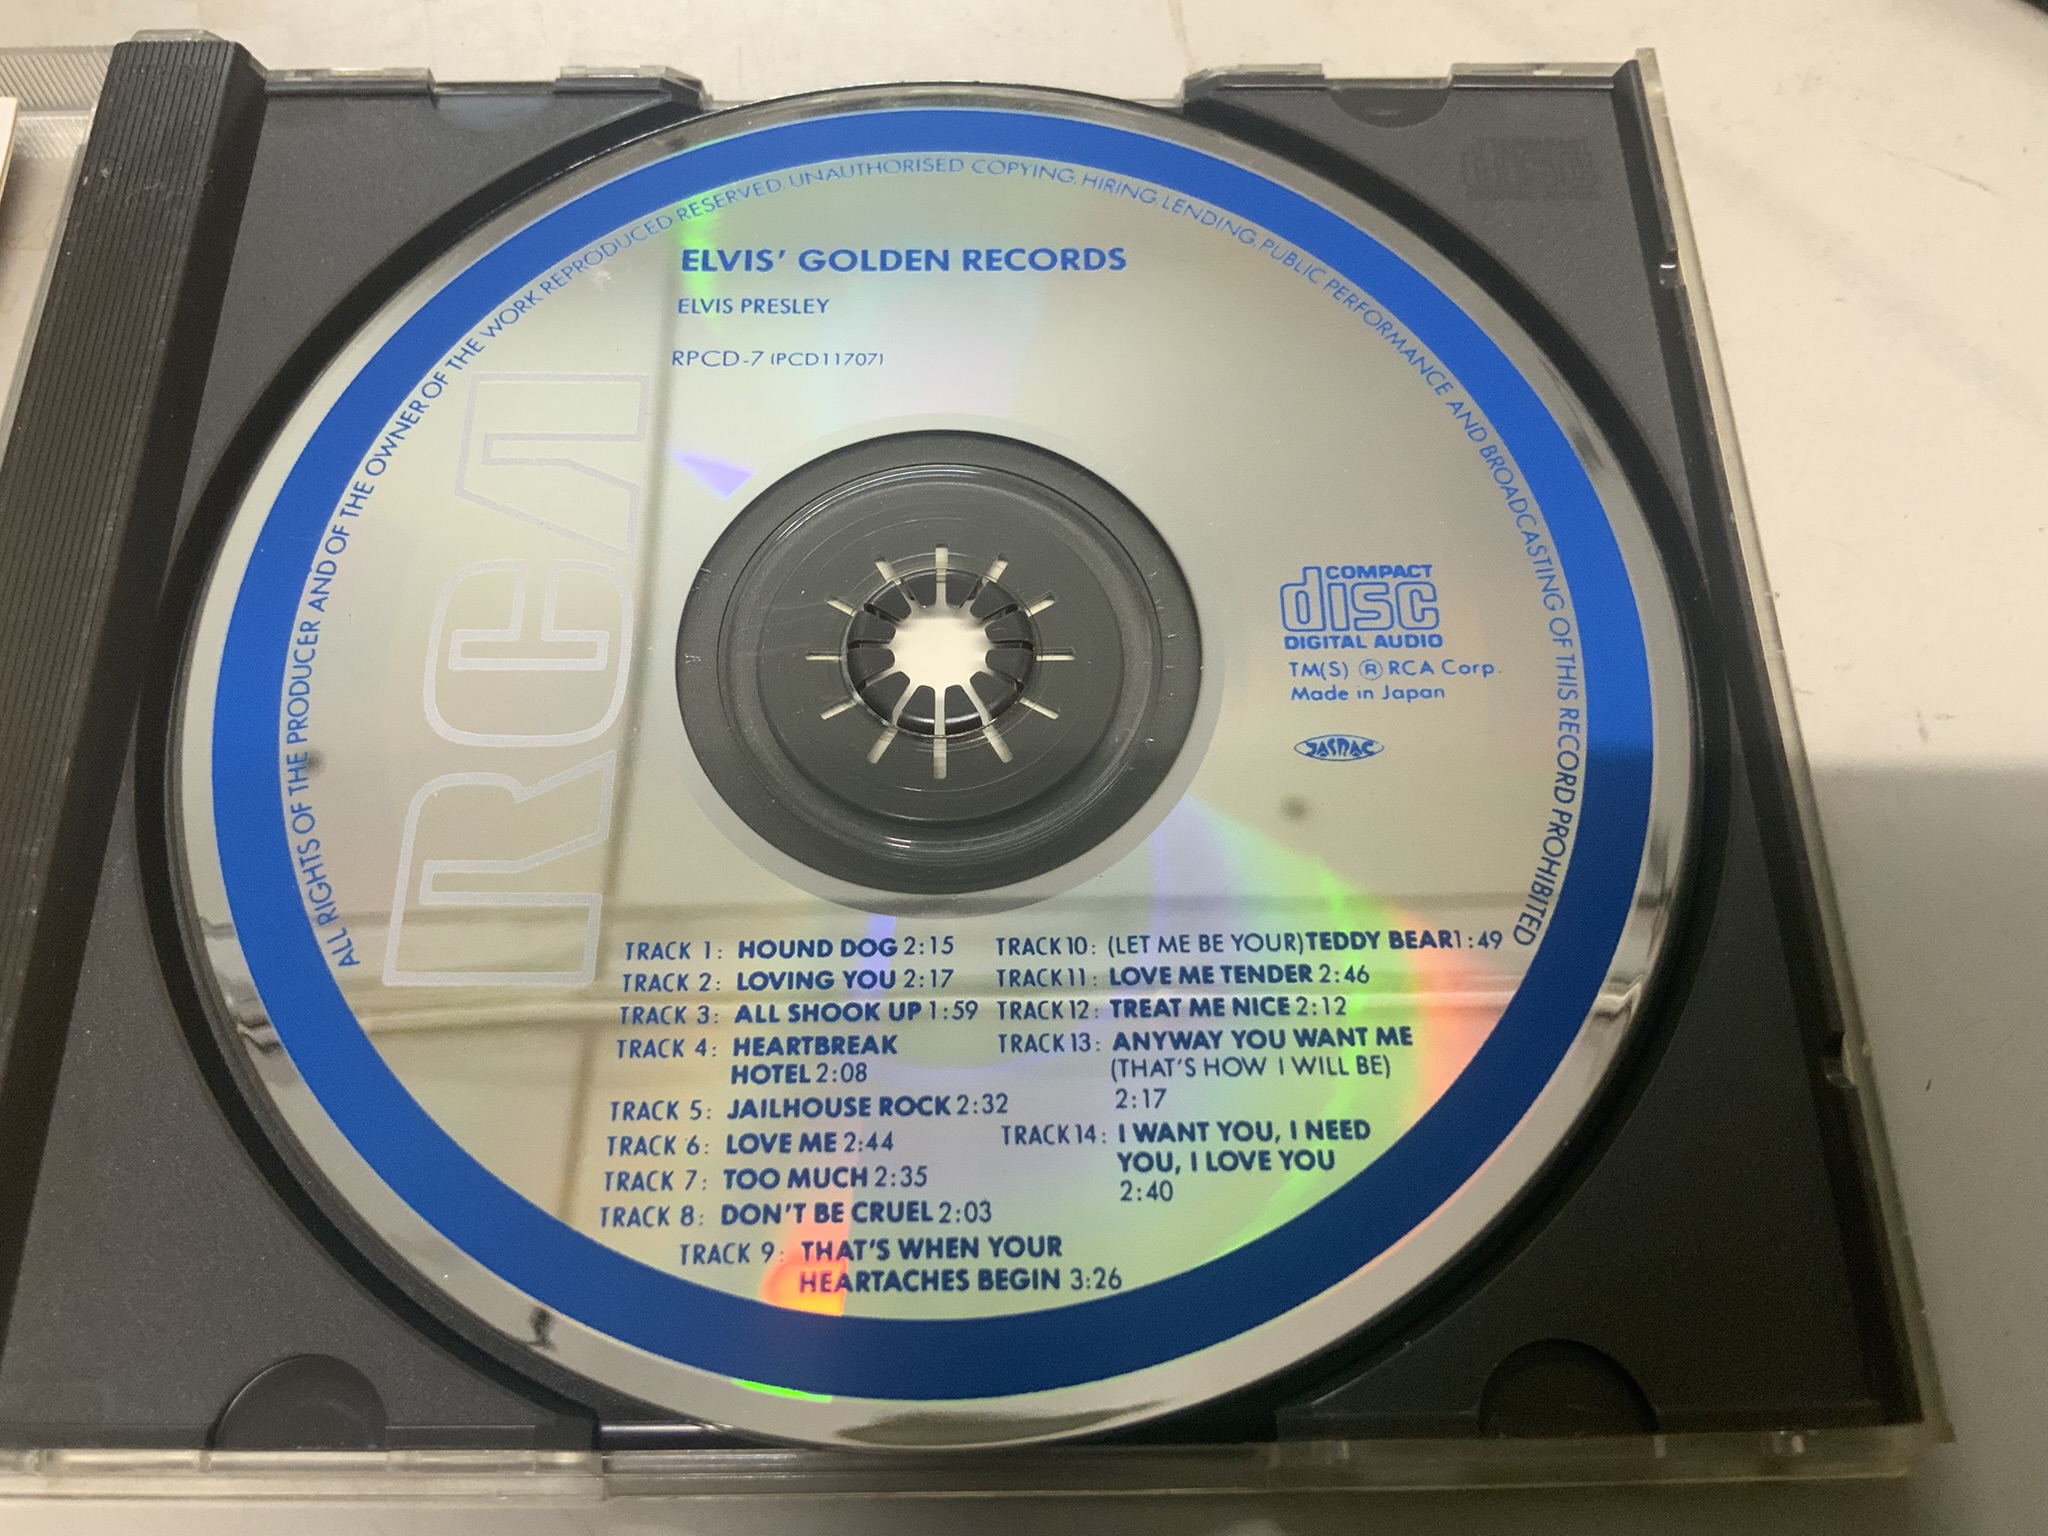 ALL RIGHTS OF THE PRODUCER AND OF THE OWNER OF THE WORK REPRODUCED RESERVED. UNAUTHORISED COPYING, HIRING, LENDING, PUBLIC PERFORMANCE AND BROADCASTING OF THIS RECORD PROHIBITED
ELVIS' GOLDEN RECORDS
ELVIS PRESLEY
RPCD-7 (PCD11707)
RCA
COMPACT
disc
DIGITAL AUDIO
TM(S) ® RCA Corp.
Made in Japan
JASRAC
TRACK 1: HOUND DOG 2:15
TRACK 2: LOVING YOU 2:17
TRACK 3: ALL SHOOK UP 1:59
TRACK 4: HEARTBREAK
HOTEL 2:08
TRACK 5: JAILHOUSE ROCK 2:32
TRACK 6: LOVE ME 2:44
TRACK 7: TOO MUCH 2:35
TRACK 8: DON'T BE CRUEL 2:03
TRACK 9: THAT'S WHEN YOUR
HEARTACHES BEGIN 3:26
TRACK 10: (LET ME BE YOUR) TEDDY BEAR 1:49
TRACK 11: LOVE ME TENDER 2:46
TRACK 12: TREAT ME NICE 2:12
TRACK 13: ANYWAY YOU WANT ME
(THAT'S HOW I WILL BE)
2:17
TRACK 14: I WANT YOU, I NEED
YOU, I LOVE YOU
2:40